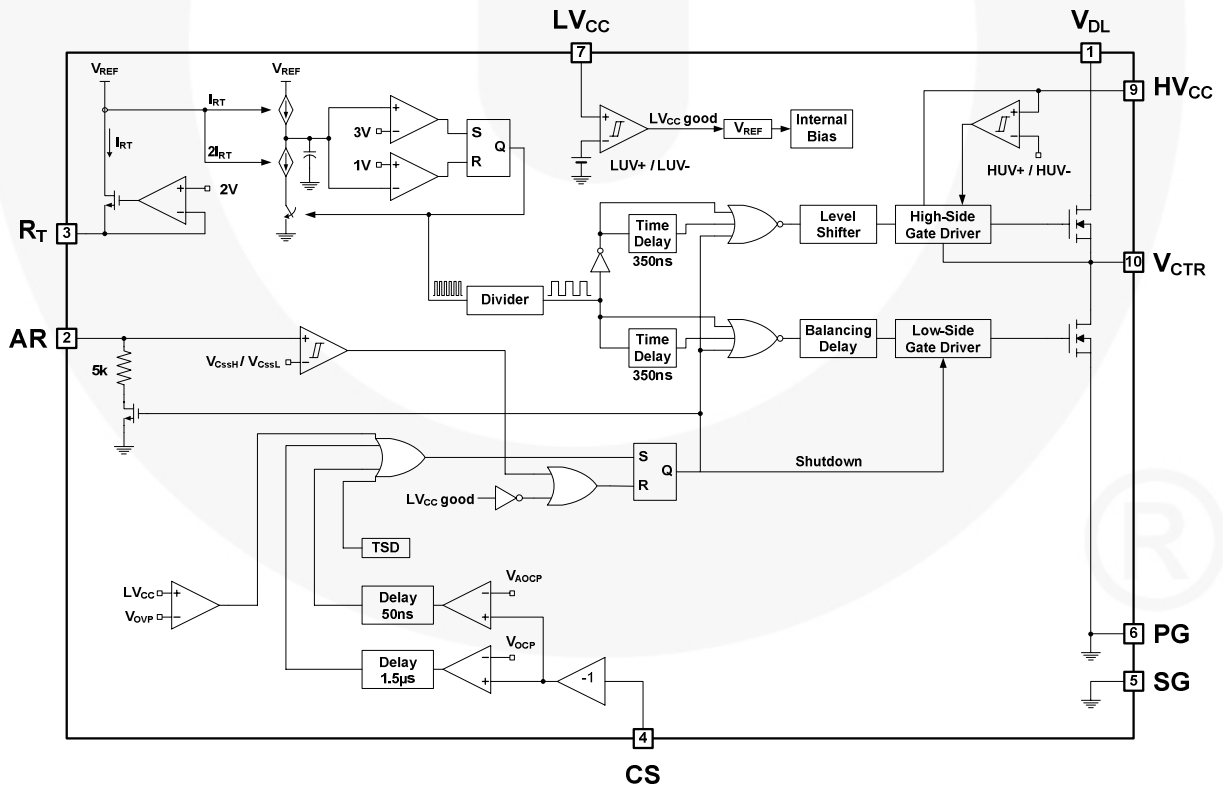 LVCC
VDL
7
1
VREF
VREF
HVCC
9
IRT
IRT
2IRT
3V
1V
S
R
Q
LVCC good
VREF
Internal
Bias
LUV+ / LUV-
HUV+ / HUV-
2V
RT
3
Time
Delay
350ns
Level
Shifter
High-Side
Gate Driver
10
VCTR
Divider
AR
2
Time
Delay
350ns
Balancing
Delay
Low-Side
Gate Driver
5k
VCssH / VCssL
S
R
Q
Shutdown
LVCC good
TSD
LVCC
VOVP
Delay
50ns
VAOCP
Delay
1.5μs
VOCP
-1
6
PG
5
SG
4
CS
®